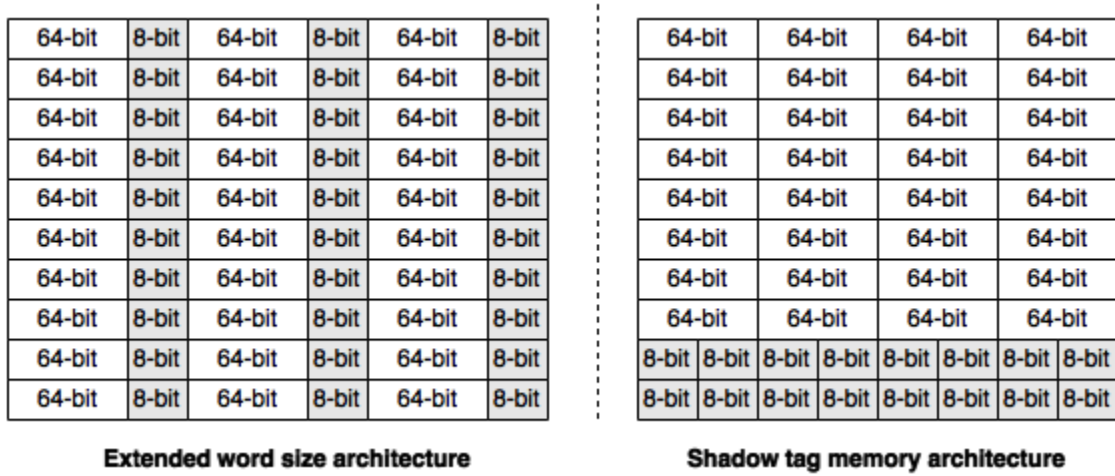 64-bit 8-bit 64-bit 8-bit 64-bit 8-bit 64-bit 64-bit 64-bit 64-bit
64-bit 8-bit 64-bit 8-bit 64-bit 8-bit 64-bit 64-bit 64-bit 64-bit
64-bit 8-bit 64-bit 8-bit 64-bit 8-bit 64-bit 64-bit 64-bit 64-bit
64-bit 8-bit 64-bit 8-bit 64-bit 8-bit 64-bit 64-bit 64-bit 64-bit
64-bit 8-bit 64-bit 8-bit 64-bit 8-bit 64-bit 64-bit 64-bit 64-bit
64-bit 8-bit 64-bit 8-bit 64-bit 8-bit 64-bit 64-bit 64-bit 64-bit
64-bit 8-bit 64-bit 8-bit 64-bit 8-bit 64-bit 64-bit 64-bit 64-bit
64-bit 8-bit 64-bit 8-bit 64-bit 8-bit 64-bit 64-bit 64-bit 64-bit
64-bit 8-bit 64-bit 8-bit 64-bit 8-bit 8-bit 8-bit 8-bit 8-bit 8-bit 8-bit 8-bit 8-bit
64-bit 8-bit 64-bit 8-bit 64-bit 8-bit 8-bit 8-bit 8-bit 8-bit 8-bit 8-bit 8-bit 8-bit
Extended word size architecture Shadow tag memory architecture